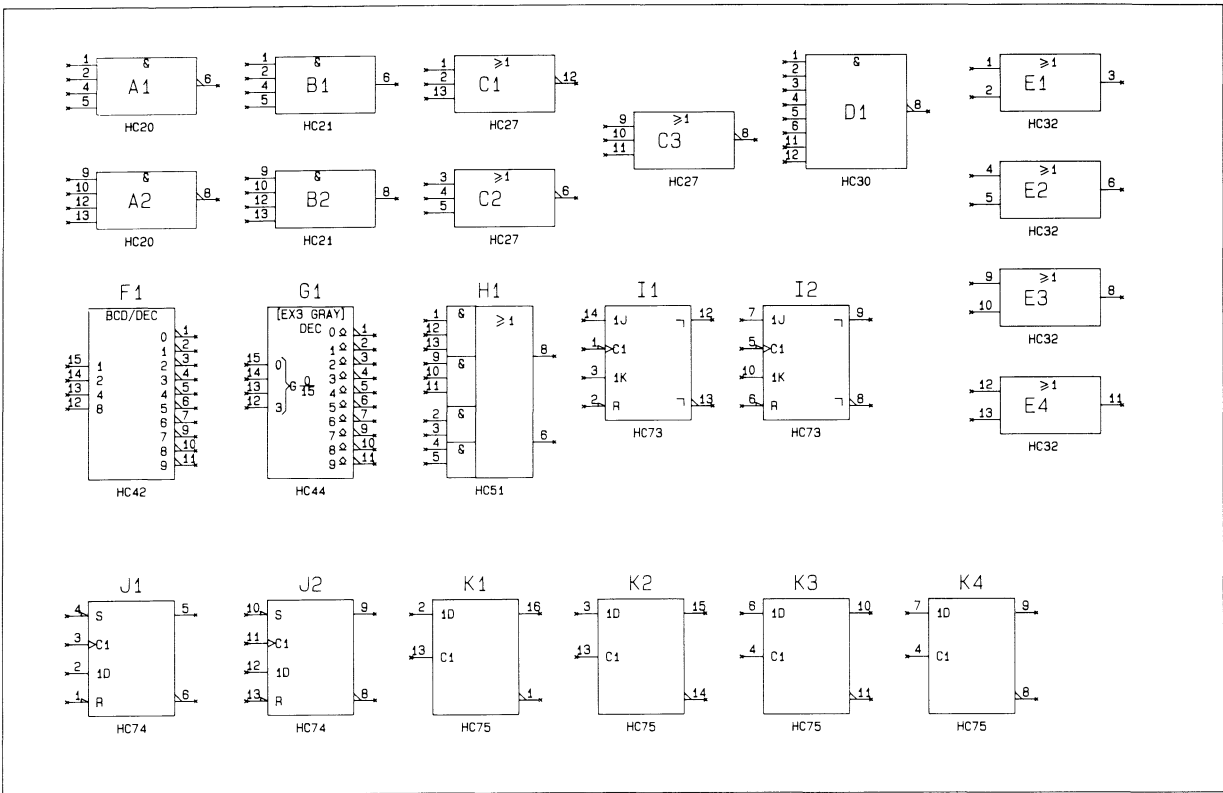 1 & 6
2
4 A1
5
HC20
1 & 6
2
4 B1
5
HC21
1 ⩾1 12
2 C1
13
HC27
9 ⩾1 8
10 C3
11
HC27
1 &
2
3
4
5 D1 8
6
11
12
HC30
1 ⩾1 3
2 E1
HC32
9 & 8
10
12 A2
13
HC20
9 & 8
10
12 B2
13
HC21
3 ⩾1 6
4 C2
5
HC27
4 ⩾1 6
5 E2
HC32
F1
BCD/DEC
0 1
1 2
15 1 2 3
14 2 3 4
13 4 4 5
12 8 5 6
6 7
7 9
8 10
9 11
HC42
G1
[EX3 GRAY]
DEC 0 Ω 1
1 Ω 2
15 0 2 Ω 3
14 3 Ω 4
13 G 0/15 4 Ω 5
12 3 5 Ω 6
6 Ω 7
7 Ω 9
8 Ω 10
9 Ω 11
HC44
H1
1 & ⩾1
12
13
9 & 8
10
11
2 &
3
4 & 6
5
HC51
I1
14 1J ¬ 12
1 C1
3 1K
2 R ¬ 13
HC73
I2
7 1J ¬ 9
5 C1
10 1K
6 R ¬ 8
HC73
9 ⩾1 8
10 E3
HC32
12 ⩾1 11
13 E4
HC32
J1
4 S 5
3 C1
2 1D
1 R 6
HC74
J2
10 S 9
11 C1
12 1D
13 R 8
HC74
K1
2 1D 16
13 C1
1
HC75
K2
3 1D 15
13 C1
14
HC75
K3
6 1D 10
4 C1
11
HC75
K4
7 1D 9
4 C1
8
HC75